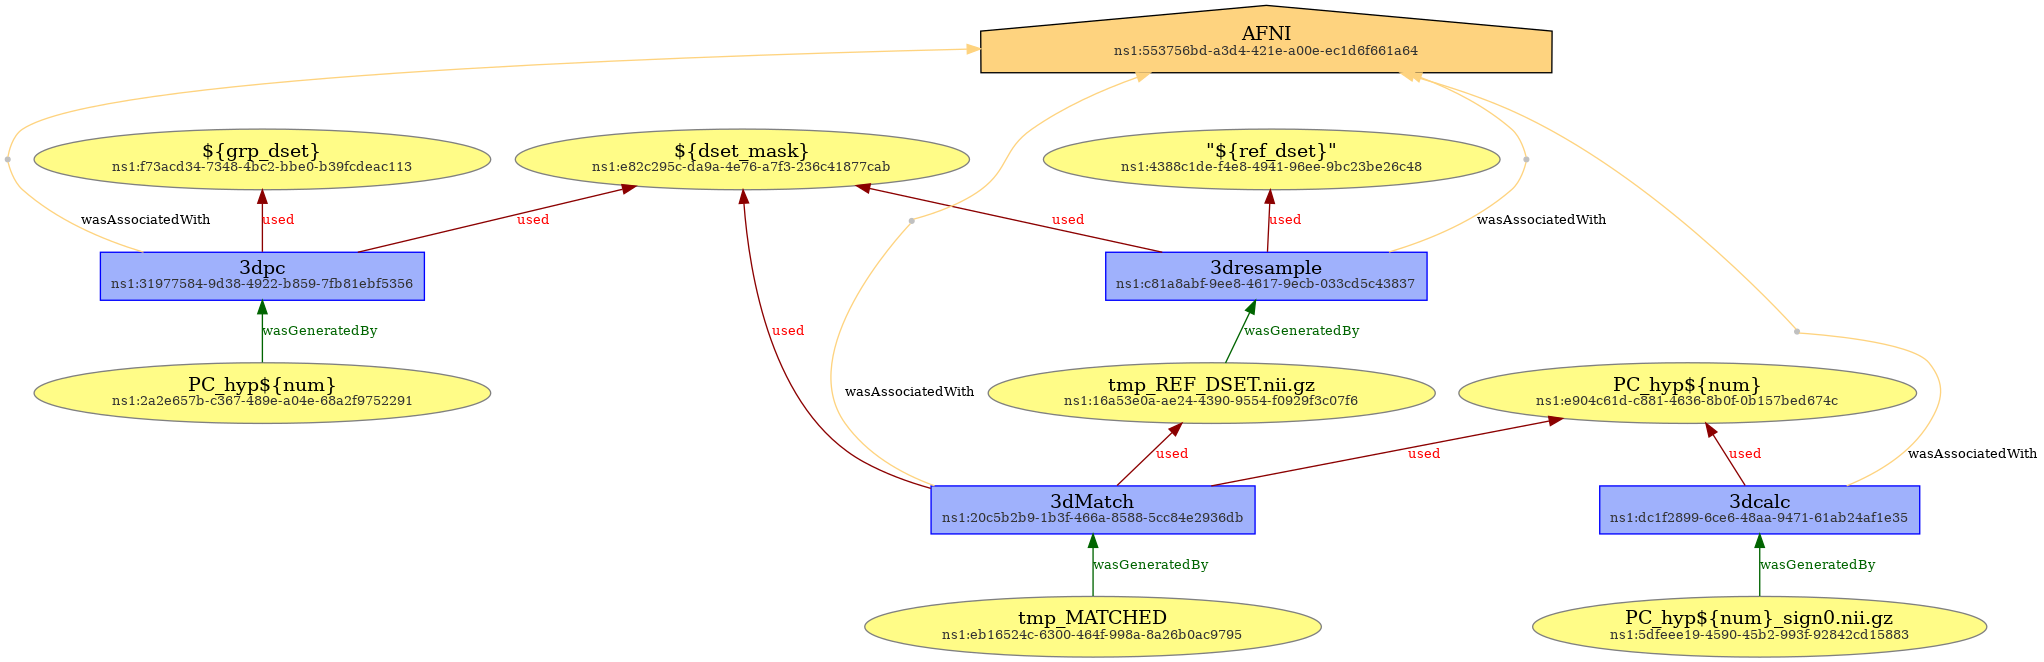 AFNI
ns1:553756bd-a3d4-421e-a00e-ec1d6f661a64
${grp_dset}
ns1:f73acd34-7348-4bc2-bbe0-b39fcdeac113
${dset_mask}
ns1:e82c295c-da9a-4e76-a7f3-236c41877cab
"${ref_dset}"
ns1:4388c1de-f4e8-4941-96ee-9bc23be26c48
wasAssociatedWith
used
used
used
used
wasAssociatedWith
3dpc
ns1:31977584-9d38-4922-b859-7fb81ebf5356
3dresample
ns1:c81a8abf-9ee8-4617-9ecb-033cd5c43837
wasGeneratedBy
used
wasGeneratedBy
PC_hyp${num}
ns1:2a2e657b-c367-489e-a04e-68a2f9752291
wasAssociatedWith
tmp_REF_DSET.nii.gz
ns1:16a53e0a-ae24-4390-9554-f0929f3c07f6
PC_hyp${num}
ns1:e904c61d-c881-4636-8b0f-0b157bed674c
used
used
used
wasAssociatedWith
3dMatch
ns1:20c5b2b9-1b3f-466a-8588-5cc84e2936db
3dcalc
ns1:dc1f2899-6ce6-48aa-9471-61ab24af1e35
wasGeneratedBy
wasGeneratedBy
tmp_MATCHED
ns1:eb16524c-6300-464f-998a-8a26b0ac9795
PC_hyp${num}_sign0.nii.gz
ns1:5dfeee19-4590-45b2-993f-92842cd15883